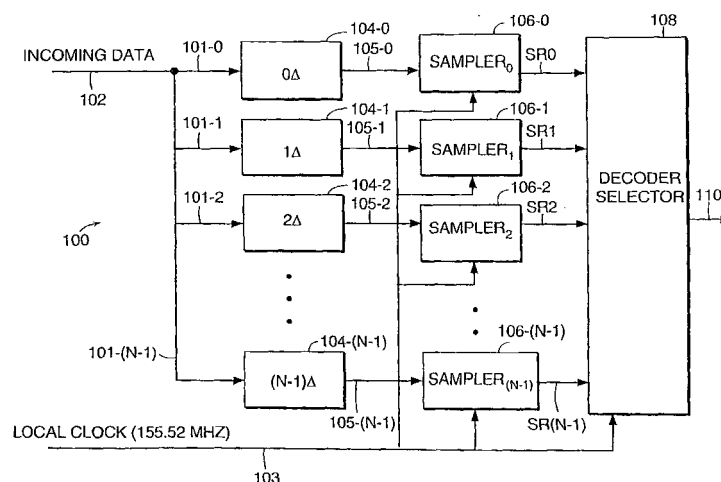 108
104-0
106-0
INCOMING DATA
101-0
105-0
SR0
0Δ
SAMPLER0
102
104-1
106-1
101-1
105-1
SR1
1Δ
SAMPLER1
DECODER
SELECTOR
104-2
106-2
110
101-2
105-2
SR2
2Δ
SAMPLER2
100
104-(N-1)
106-(N-1)
101-(N-1)
(N-1)Δ
SAMPLER(N-1)
LOCAL CLOCK (155.52 MHZ)
105-(N-1)
SR(N-1)
103